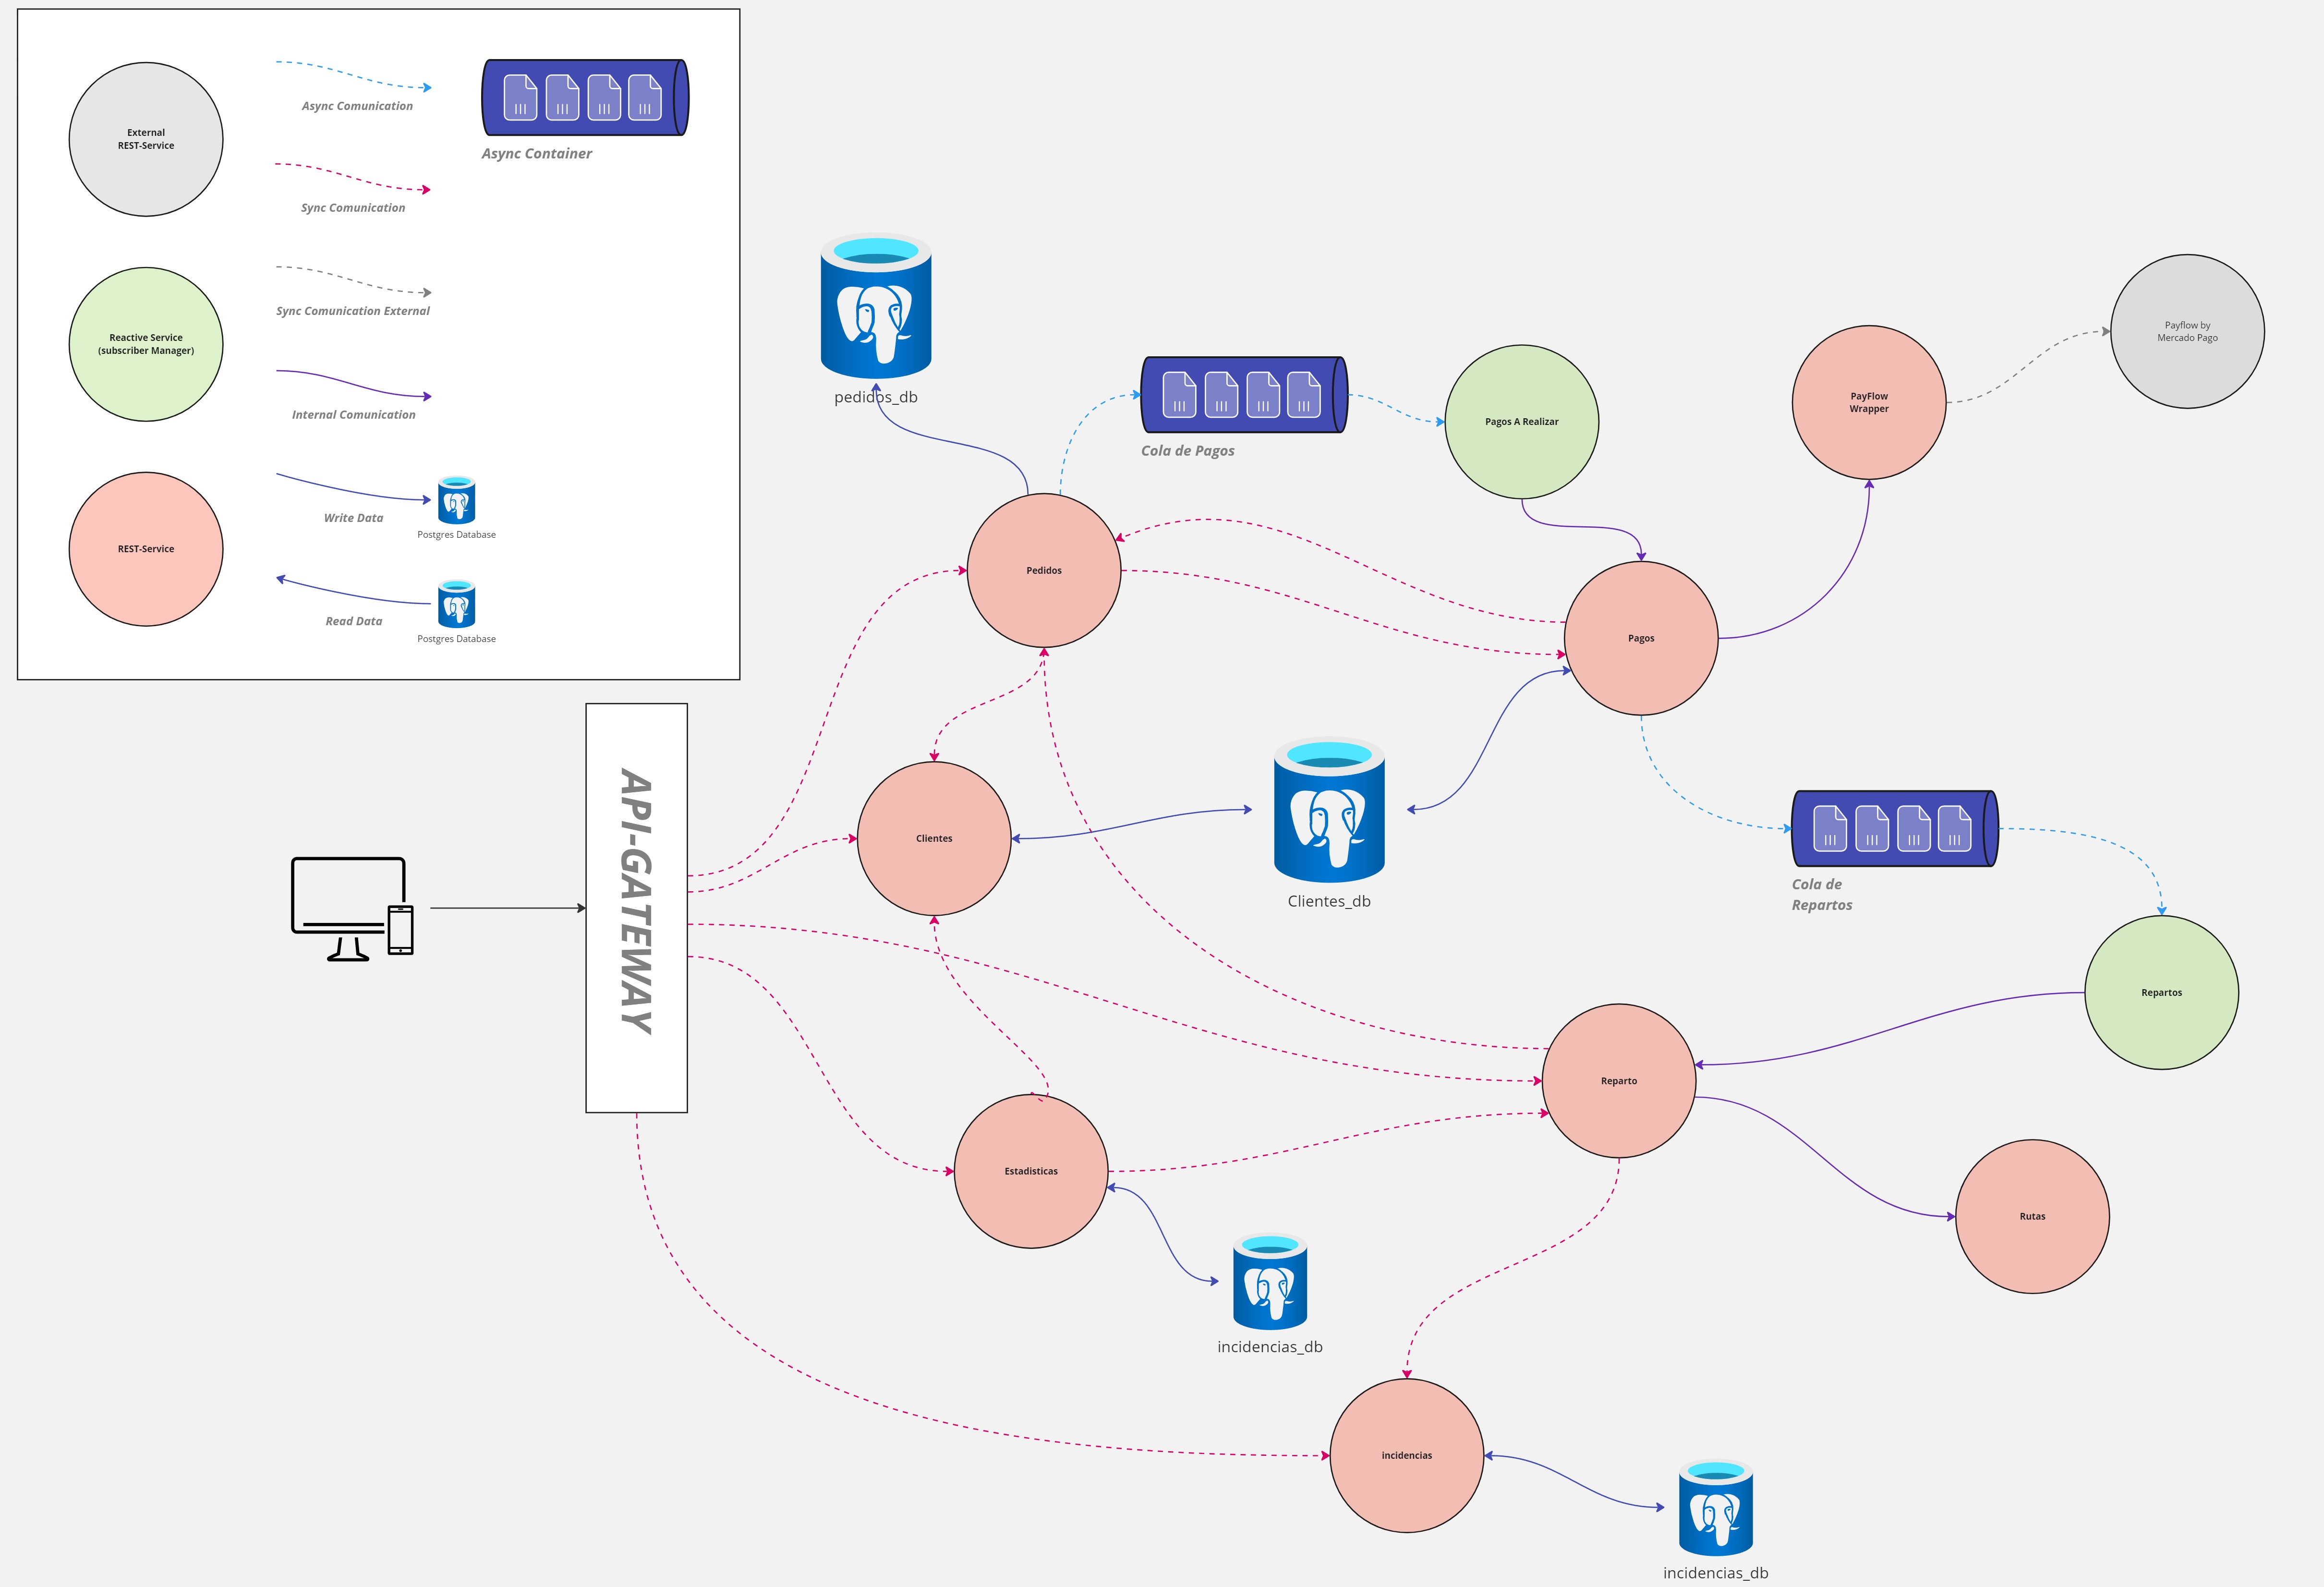 External
REST-Service
Async Comunication
Async Container
Sync Comunication
Sync Comunication External
Reactive Service
(subscriber Manager)
Internal Comunication
Write Data
Postgres Database
REST-Service
Read Data
Postgres Database
pedidos_db
Cola de Pagos
Pagos A Realizar
PayFlow
Wrapper
Payflow by
Mercado Pago
Pedidos
Pagos
API-GATEWAY
Clientes
Clientes_db
Cola de
Repartos
Repartos
Reparto
Estadisticas
Rutas
incidencias_db
incidencias
incidencias_db